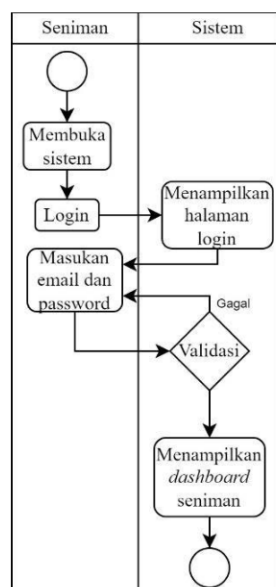 Seniman
Sistem
Membuka
sistem
Login
Menampilkan
halaman
login
Masukan
email dan
password
Gagal
Validasi
Menampilkan
dashboard
seniman